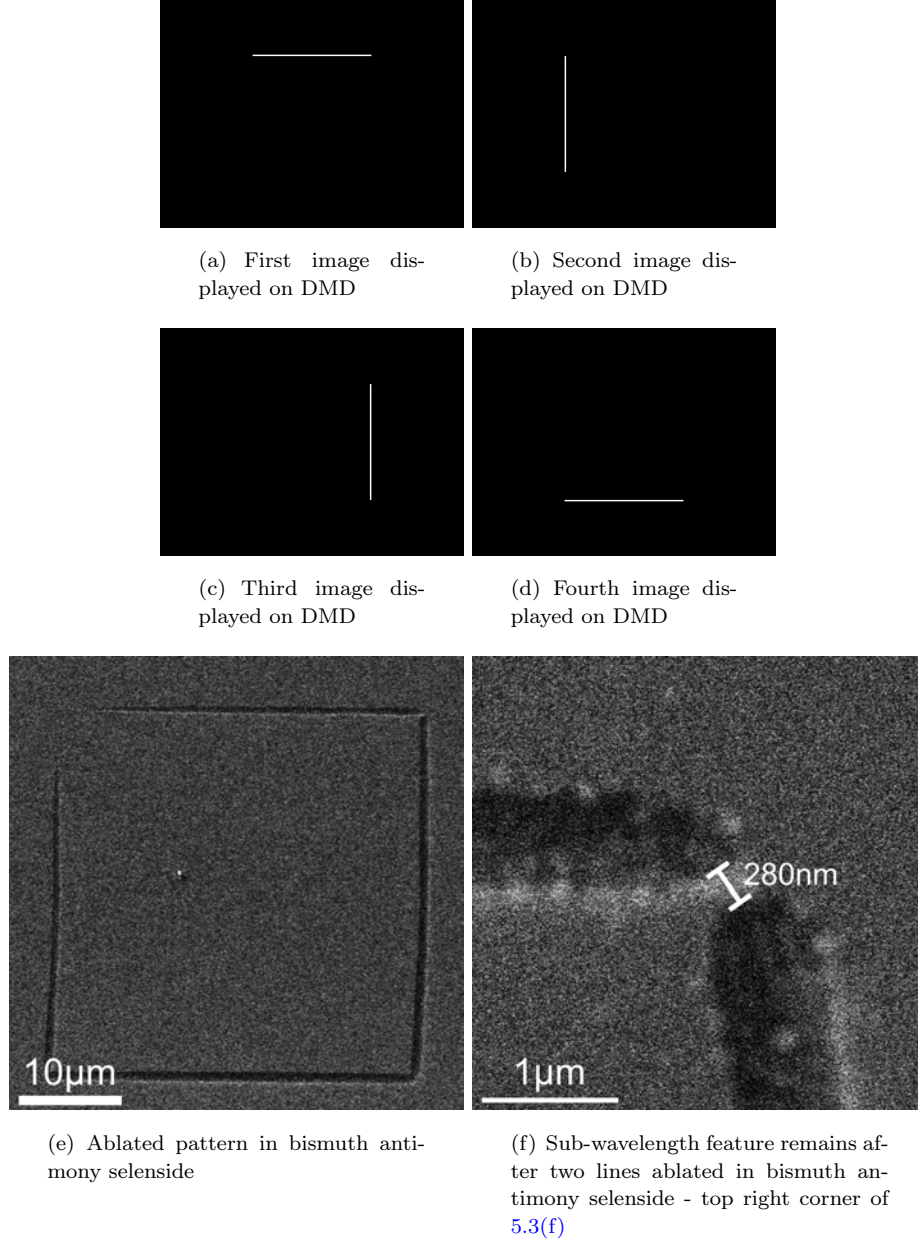 (a) First image dis-
played on DMD
(b) Second image dis-
played on DMD
(c) Third image dis-
played on DMD
(d) Fourth image dis-
played on DMD
10µm
280nm
1µm
(e) Ablated pattern in bismuth anti-
mony selenside
(f) Sub-wavelength feature remains af-
ter two lines ablated in bismuth an-
timony selenside - top right corner of
5.3(f)